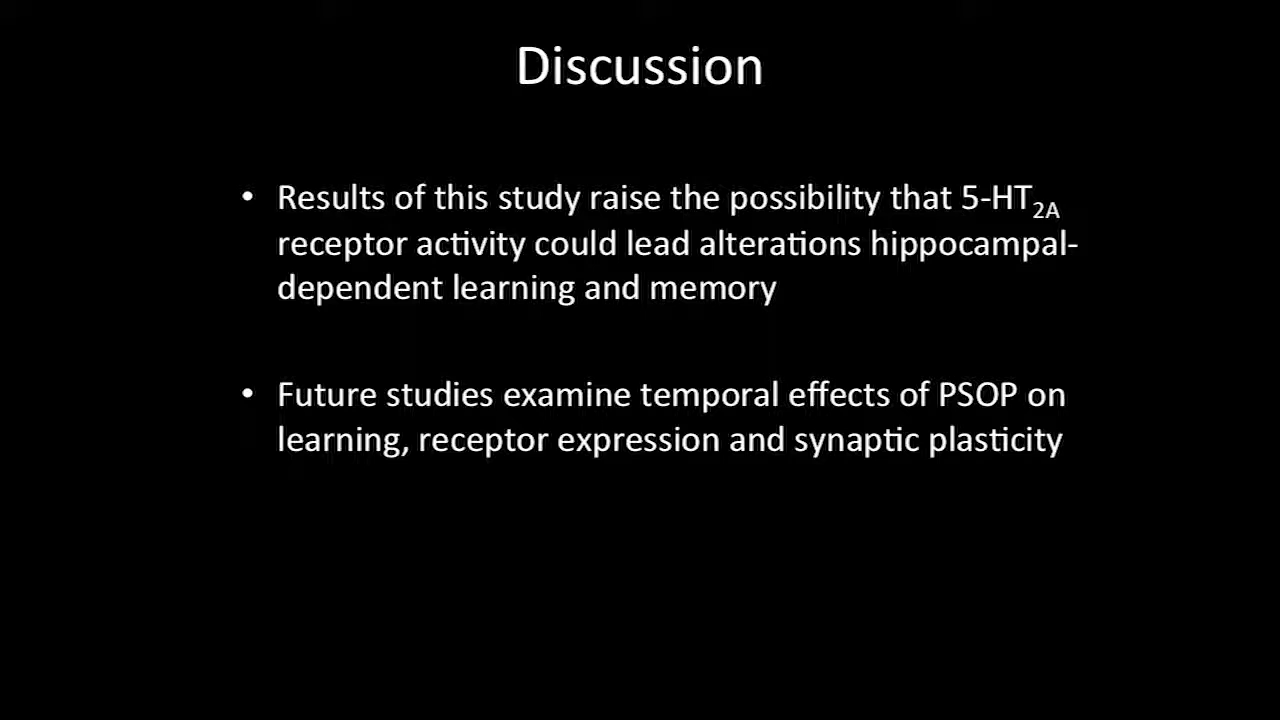 Discussion
• Results of this study raise the possibility that 5-HT2A
receptor activity could lead alterations hippocampal-
dependent learning and memory
• Future studies examine temporal effects of PSOP on
learning, receptor expression and synaptic plasticity